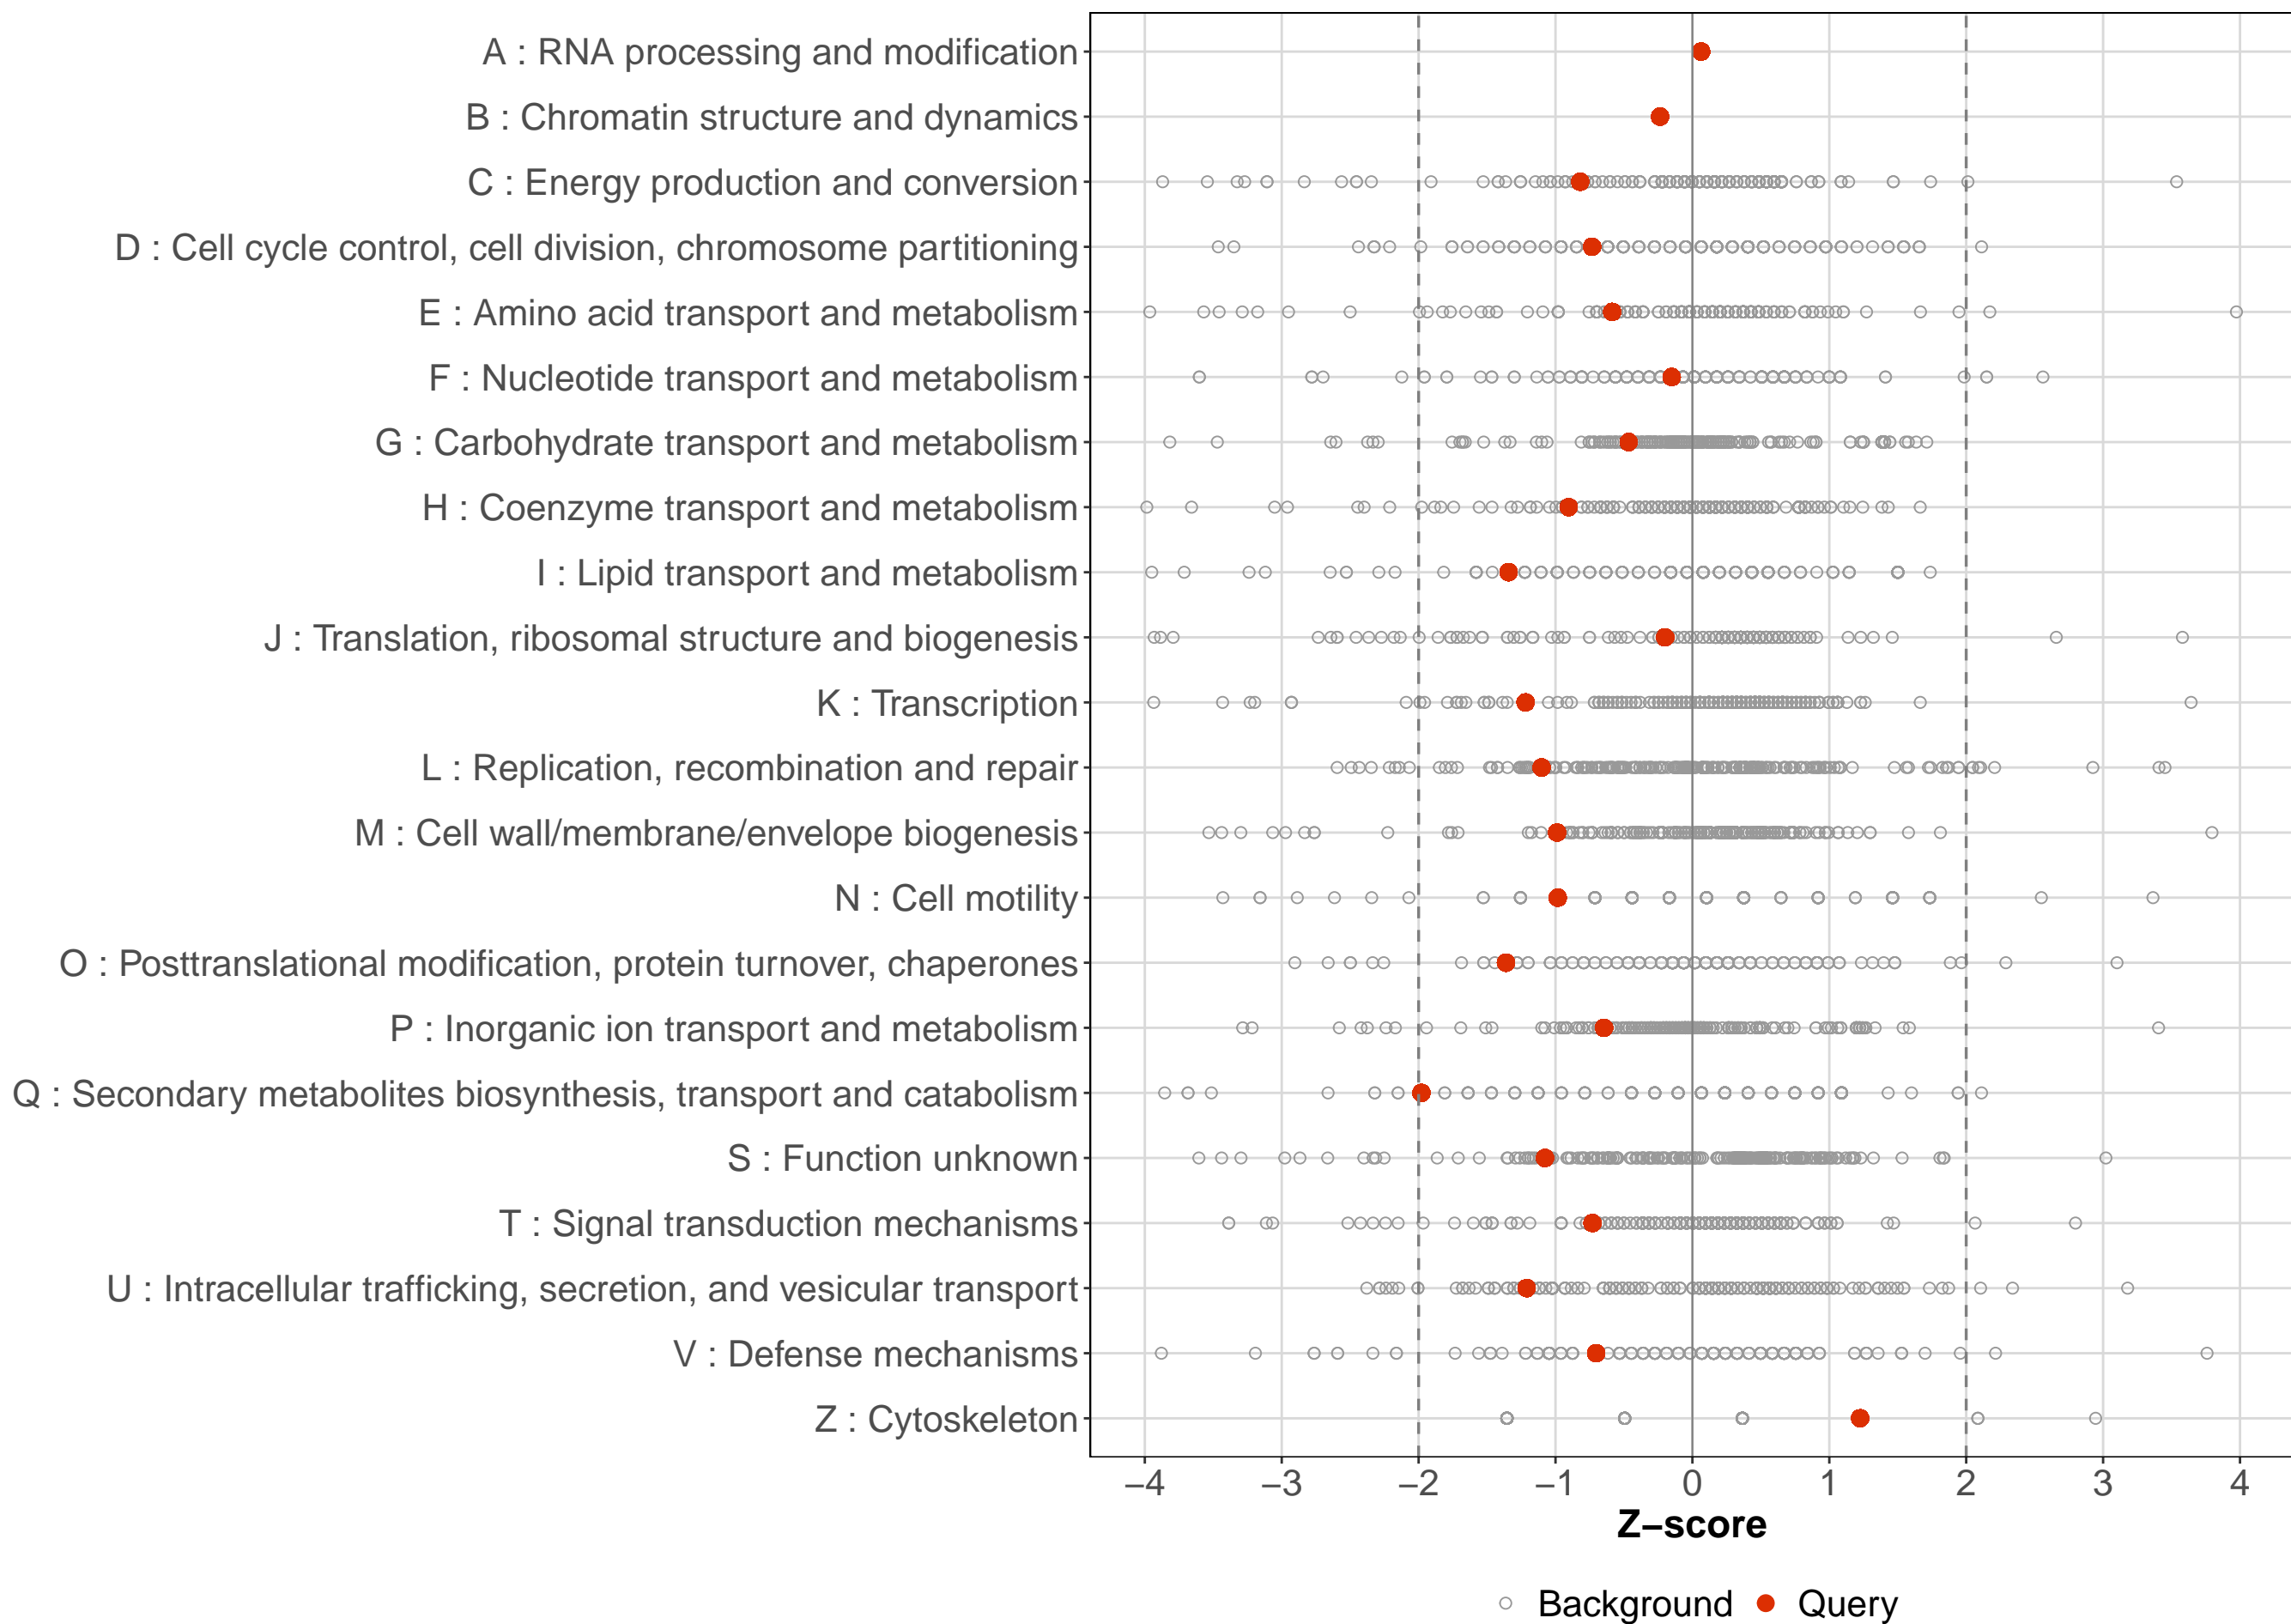 A : RNA processing and modification
B : Chromatin structure and dynamics
C : Energy production and conversion
D : Cell cycle control, cell division, chromosome partitioning
E : Amino acid transport and metabolism
F : Nucleotide transport and metabolism
G : Carbohydrate transport and metabolism
H : Coenzyme transport and metabolism
I : Lipid transport and metabolism
J : Translation, ribosomal structure and biogenesis
K : Transcription
L : Replication, recombination and repair
M : Cell wall/membrane/envelope biogenesis
N : Cell motility
O : Posttranslational modification, protein turnover, chaperones
P : Inorganic ion transport and metabolism
Q : Secondary metabolites biosynthesis, transport and catabolism
S : Function unknown
T : Signal transduction mechanisms
U : Intracellular trafficking, secretion, and vesicular transport
V : Defense mechanisms
Z : Cytoskeleton
−4 −3 −2 −1 0 1 2 3 4
Z−score
Background Query